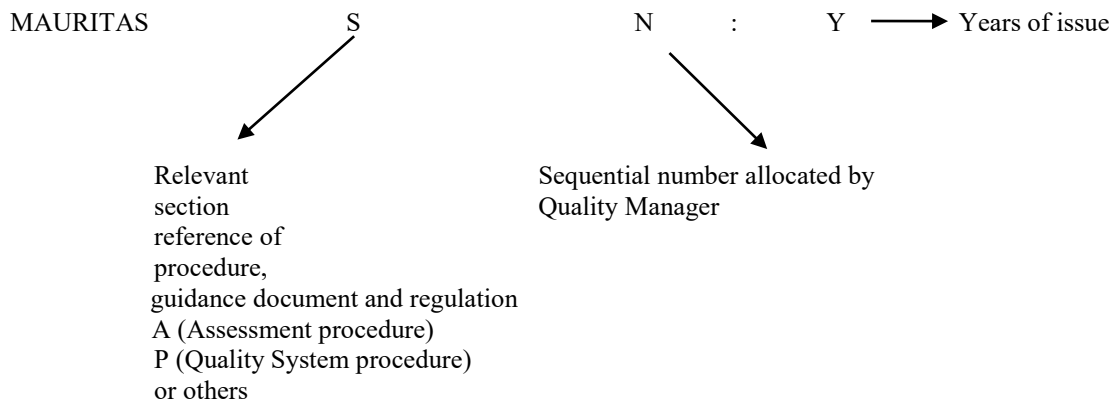 MAURITAS S N : Y Years of issue
Relevant
section
reference of
procedure,
guidance document and regulation
A (Assessment procedure)
P (Quality System procedure)
or others
Sequential number allocated by
Quality Manager